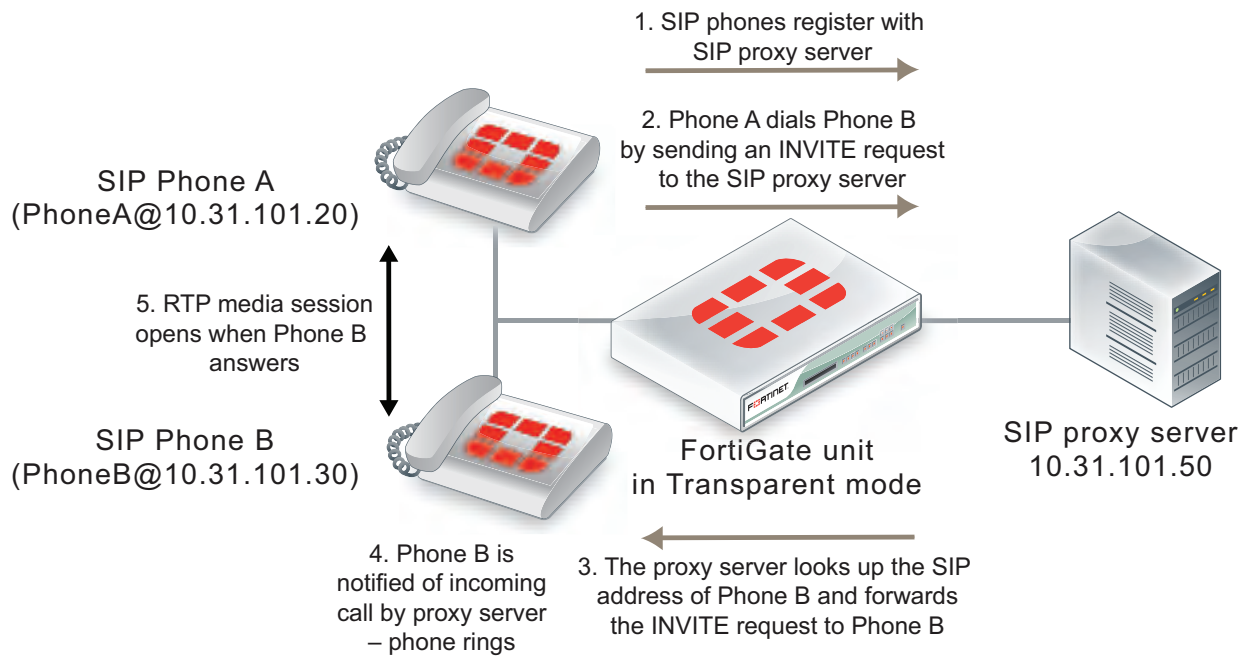 1. SIP phones register with
SIP proxy server
2. Phone A dials Phone B
by sending an INVITE request
to the SIP proxy server
SIP Phone A
(PhoneA@10.31.101.20)
5. RTP media session
opens when Phone B
answers
FORTINET
SIP Phone B
(PhoneB@10.31.101.30)
FortiGate unit
in Transparent mode
SIP proxy server
10.31.101.50
4. Phone B is
notified of incoming
call by proxy server
– phone rings
3. The proxy server looks up the SIP
address of Phone B and forwards
the INVITE request to Phone B